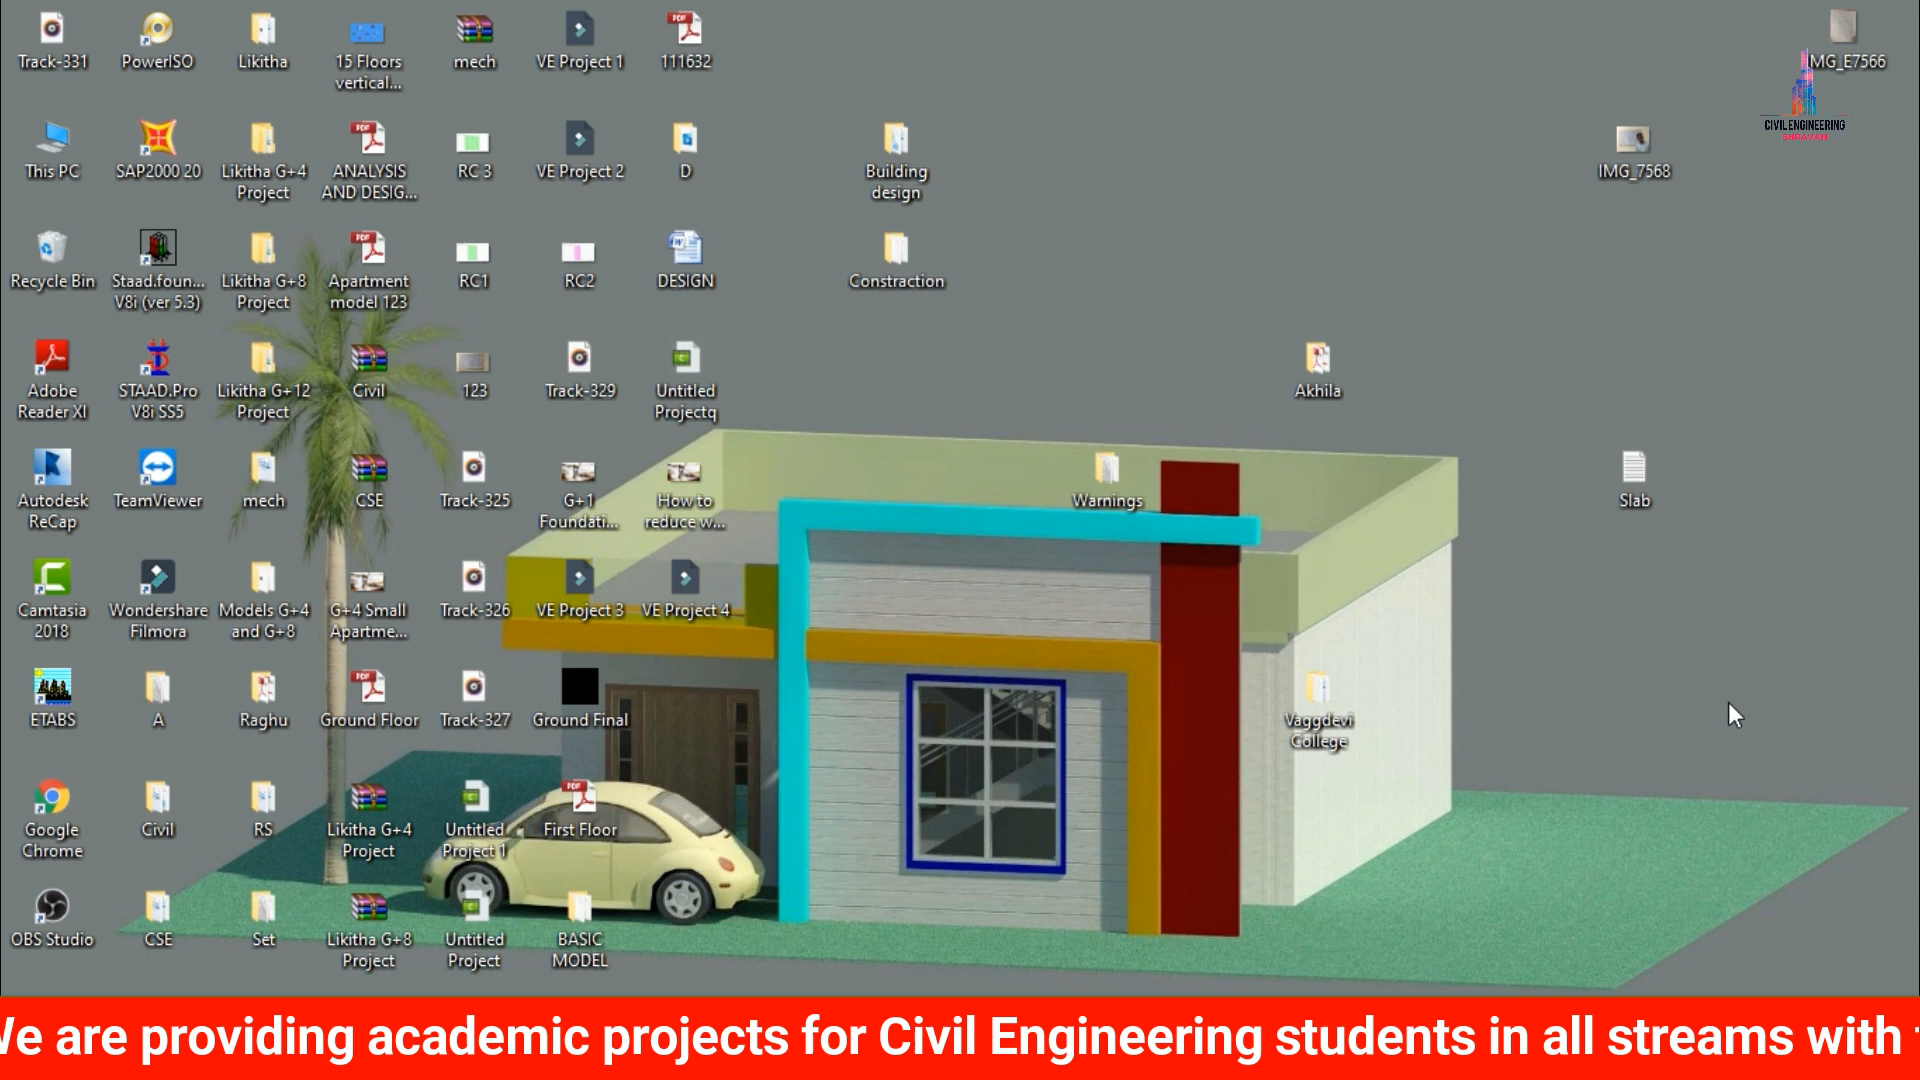 Track-331
PowerISO
Likitha
15 Floors
vertical...
mech
VE Project 1
111632
IMG_E7566
CIVIL ENGINEERING
SHRAVAN
This PC
SAP2000 20
Likitha G+4
Project
ANALYSIS
AND DESIG...
RC 3
VE Project 2
D
Building
design
IMG_7568
Recycle Bin
Staad.foun...
V8i (ver 5.3)
Likitha G+8
Project
Apartment
model 123
RC1
RC2
DESIGN
Constraction
Adobe
Reader XI
STAAD.Pro
V8i SS5
Likitha G+12
Project
Civil
123
Track-329
Untitled
Projectq
Akhila
Autodesk
ReCap
TeamViewer
mech
CSE
Track-325
G+1
Foundati...
How to
reduce w...
Warnings
Slab
Camtasia
2018
Wondershare
Filmora
Models G+4
and G+8
G+4 Small
Apartme...
Track-326
VE Project 3
VE Project 4
ETABS
A
Raghu
Ground Floor
Track-327
Ground Final
Vaggdevi
College
Google
Chrome
Civil
RS
Likitha G+4
Project
Untitled
Project 1
First Floor
OBS Studio
CSE
Set
Likitha G+8
Project
Untitled
Project
BASIC
MODEL
We are providing academic projects for Civil Engineering students in all streams with